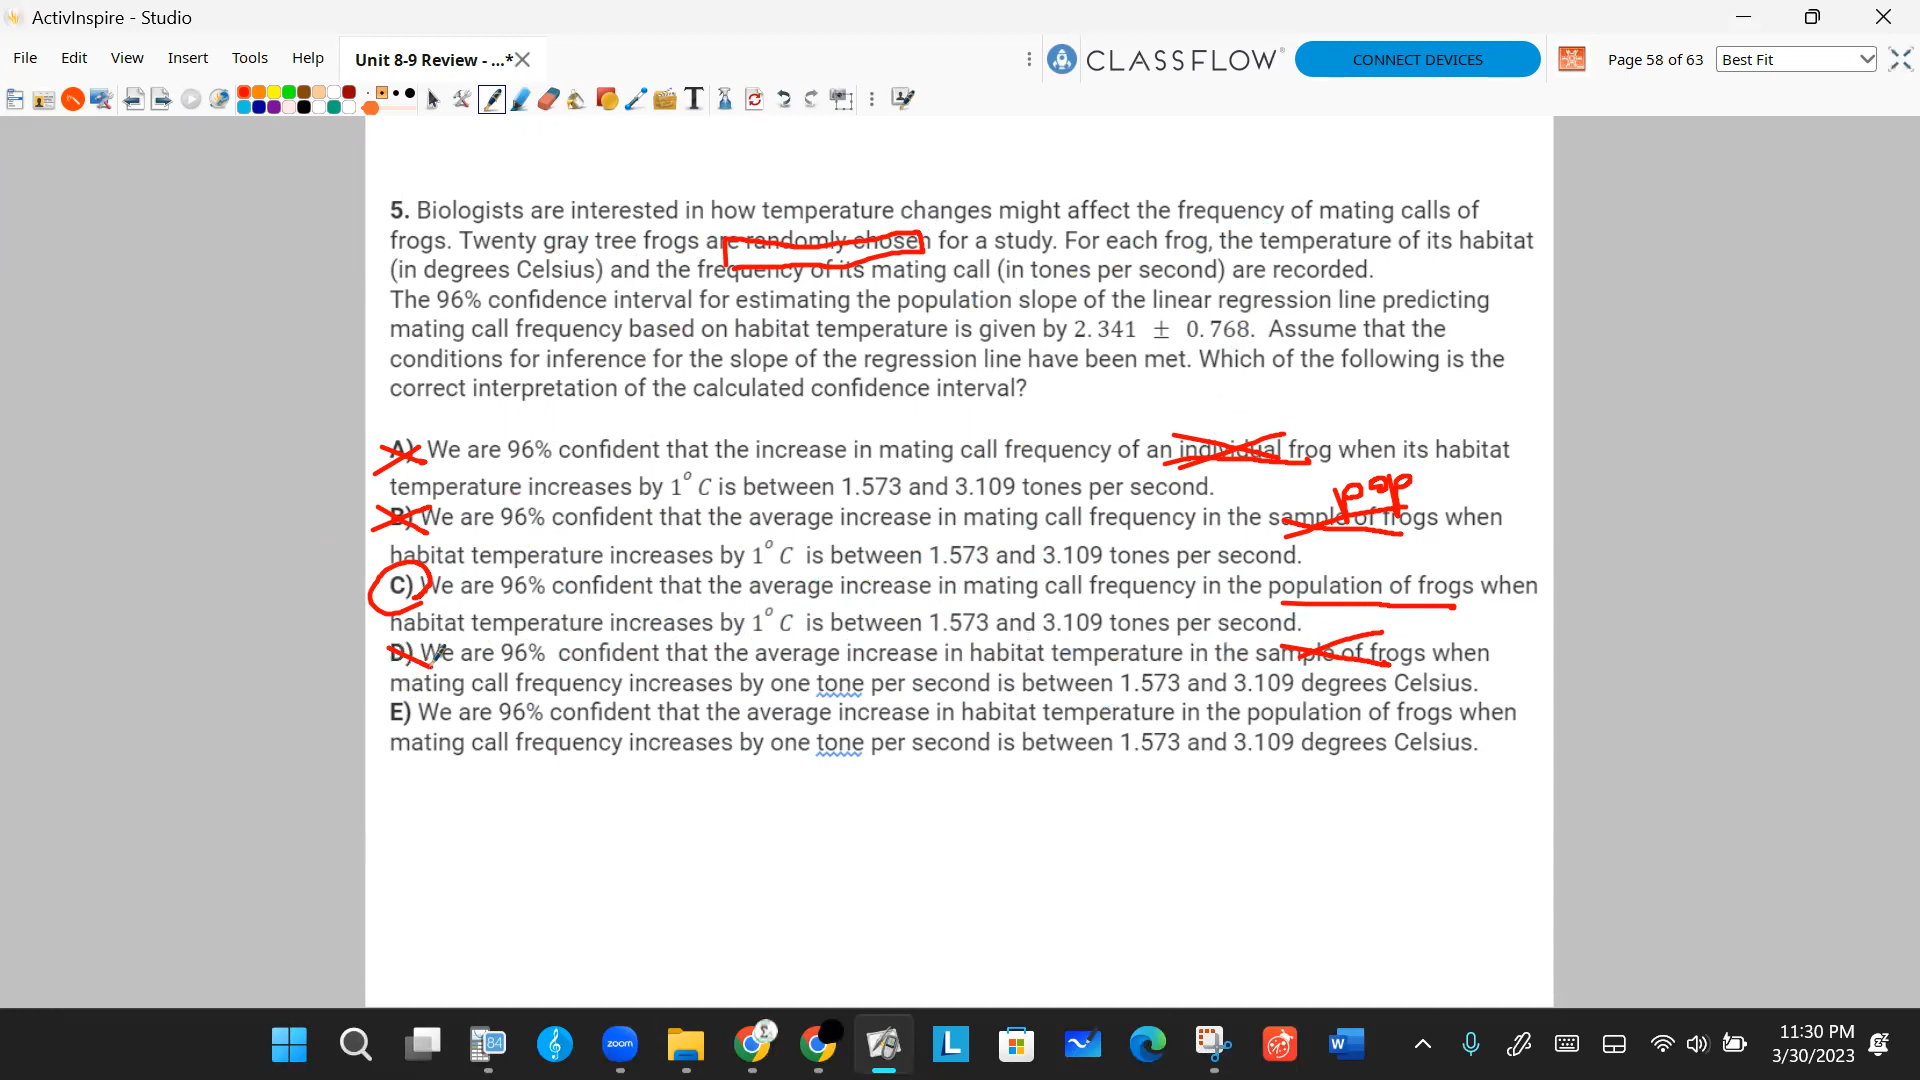 ActivInspire - Studio
File Edit View Insert Tools Help Unit 8-9 Review - ...* CLASSFLOW CONNECT DEVICES Page 58 of 63 Best Fit
T
5. Biologists are interested in how temperature changes might affect the frequency of mating calls of
frogs. Twenty gray tree frogs are randomly chosen for a study. For each frog, the temperature of its habitat
(in degrees Celsius) and the frequency of its mating call (in tones per second) are recorded.
The 96% confidence interval for estimating the population slope of the linear regression line predicting
mating call frequency based on habitat temperature is given by 2.341 ± 0.768. Assume that the
conditions for inference for the slope of the regression line have been met. Which of the following is the
correct interpretation of the calculated confidence interval?
A) We are 96% confident that the increase in mating call frequency of an individual frog when its habitat
temperature increases by 1° C is between 1.573 and 3.109 tones per second.
pop
B) We are 96% confident that the average increase in mating call frequency in the sample of frogs when
habitat temperature increases by 1° C is between 1.573 and 3.109 tones per second.
C) We are 96% confident that the average increase in mating call frequency in the population of frogs when
habitat temperature increases by 1° C is between 1.573 and 3.109 tones per second.
D) We are 96% confident that the average increase in habitat temperature in the sample of frogs when
mating call frequency increases by one tone per second is between 1.573 and 3.109 degrees Celsius.
E) We are 96% confident that the average increase in habitat temperature in the population of frogs when
mating call frequency increases by one tone per second is between 1.573 and 3.109 degrees Celsius.
84 zoom L W 11:30 PM
3/30/2023